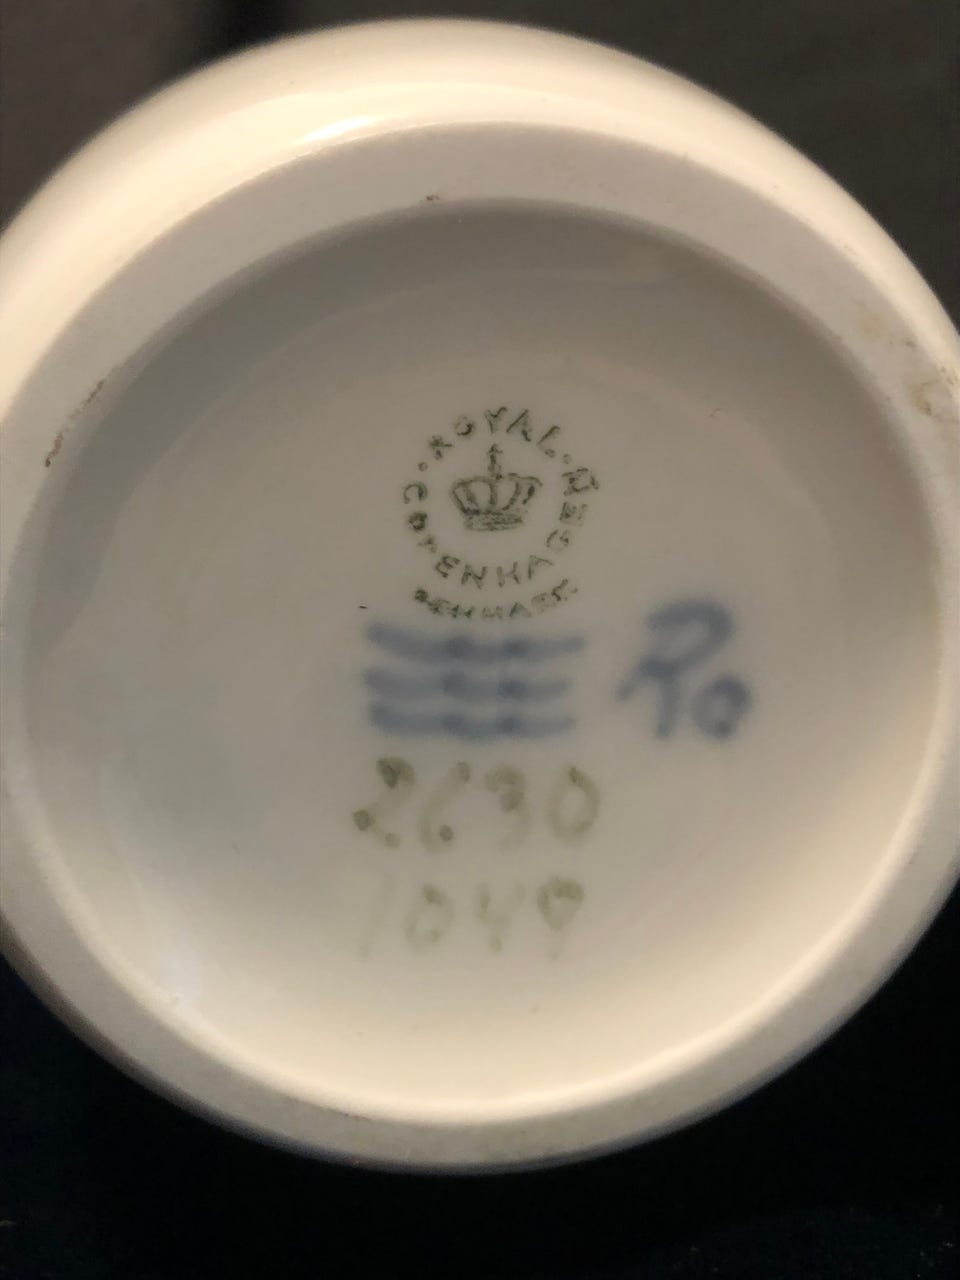 ROYAL
COPENHAGEN
DENMARK
Ro
2630
1049